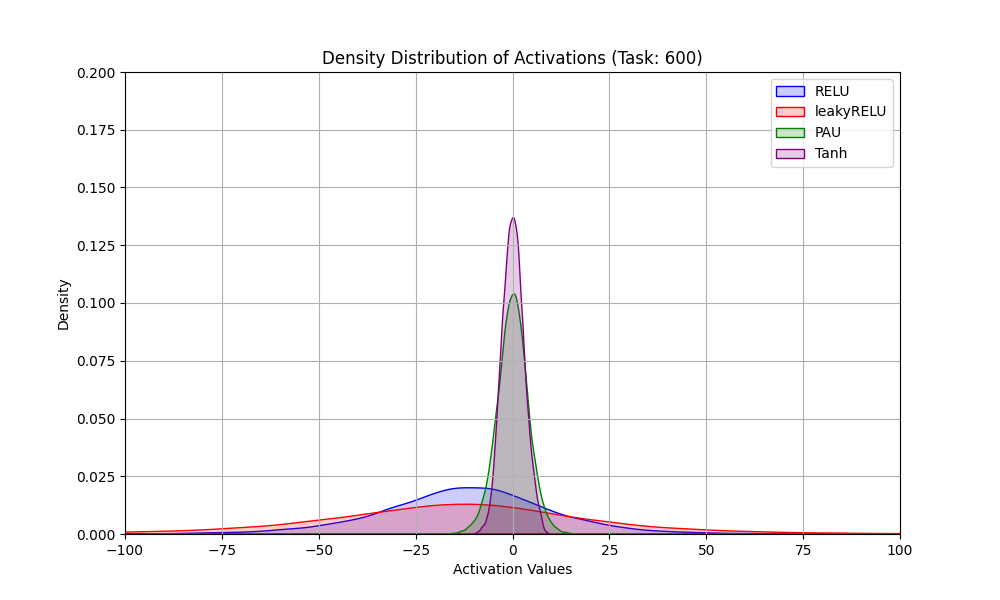 Density Distribution of Activations (Task: 600)
RELU
leakyRELU
PAU
Tanh
Density
0.200
0.175
0.150
0.125
0.100
0.075
0.050
0.025
0.000
−100
−75
−50
−25
0
25
50
75
100
Activation Values